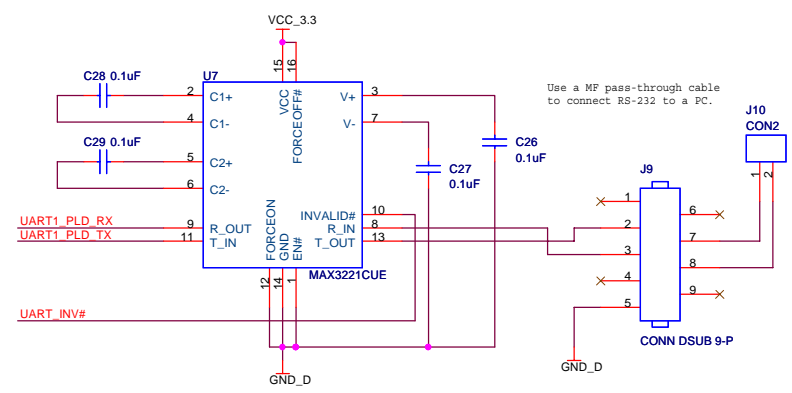 VCC_3.3
U7
C28 0.1uF
15
16
2
C1+
VCC
FORCEOFF#
V+
3
4
C1-
V-
7
C29 0.1uF
5
C2+
6
C2-
C26
0.1uF
C27
0.1uF
Use a MF pass-through cable
to connect RS-232 to a PC.
J10
CON2
1
2
J9
1
2
3
4
5
6
7
8
9
CONN DSUB 9-P
UART1_PLD_RX
9
R_OUT
UART1_PLD_TX
11
T_IN
FORCEON
GND
EN#
INVALID#
10
R_IN
8
T_OUT
13
12
14
1
MAX3221CUE
UART_INV#
GND_D
GND_D